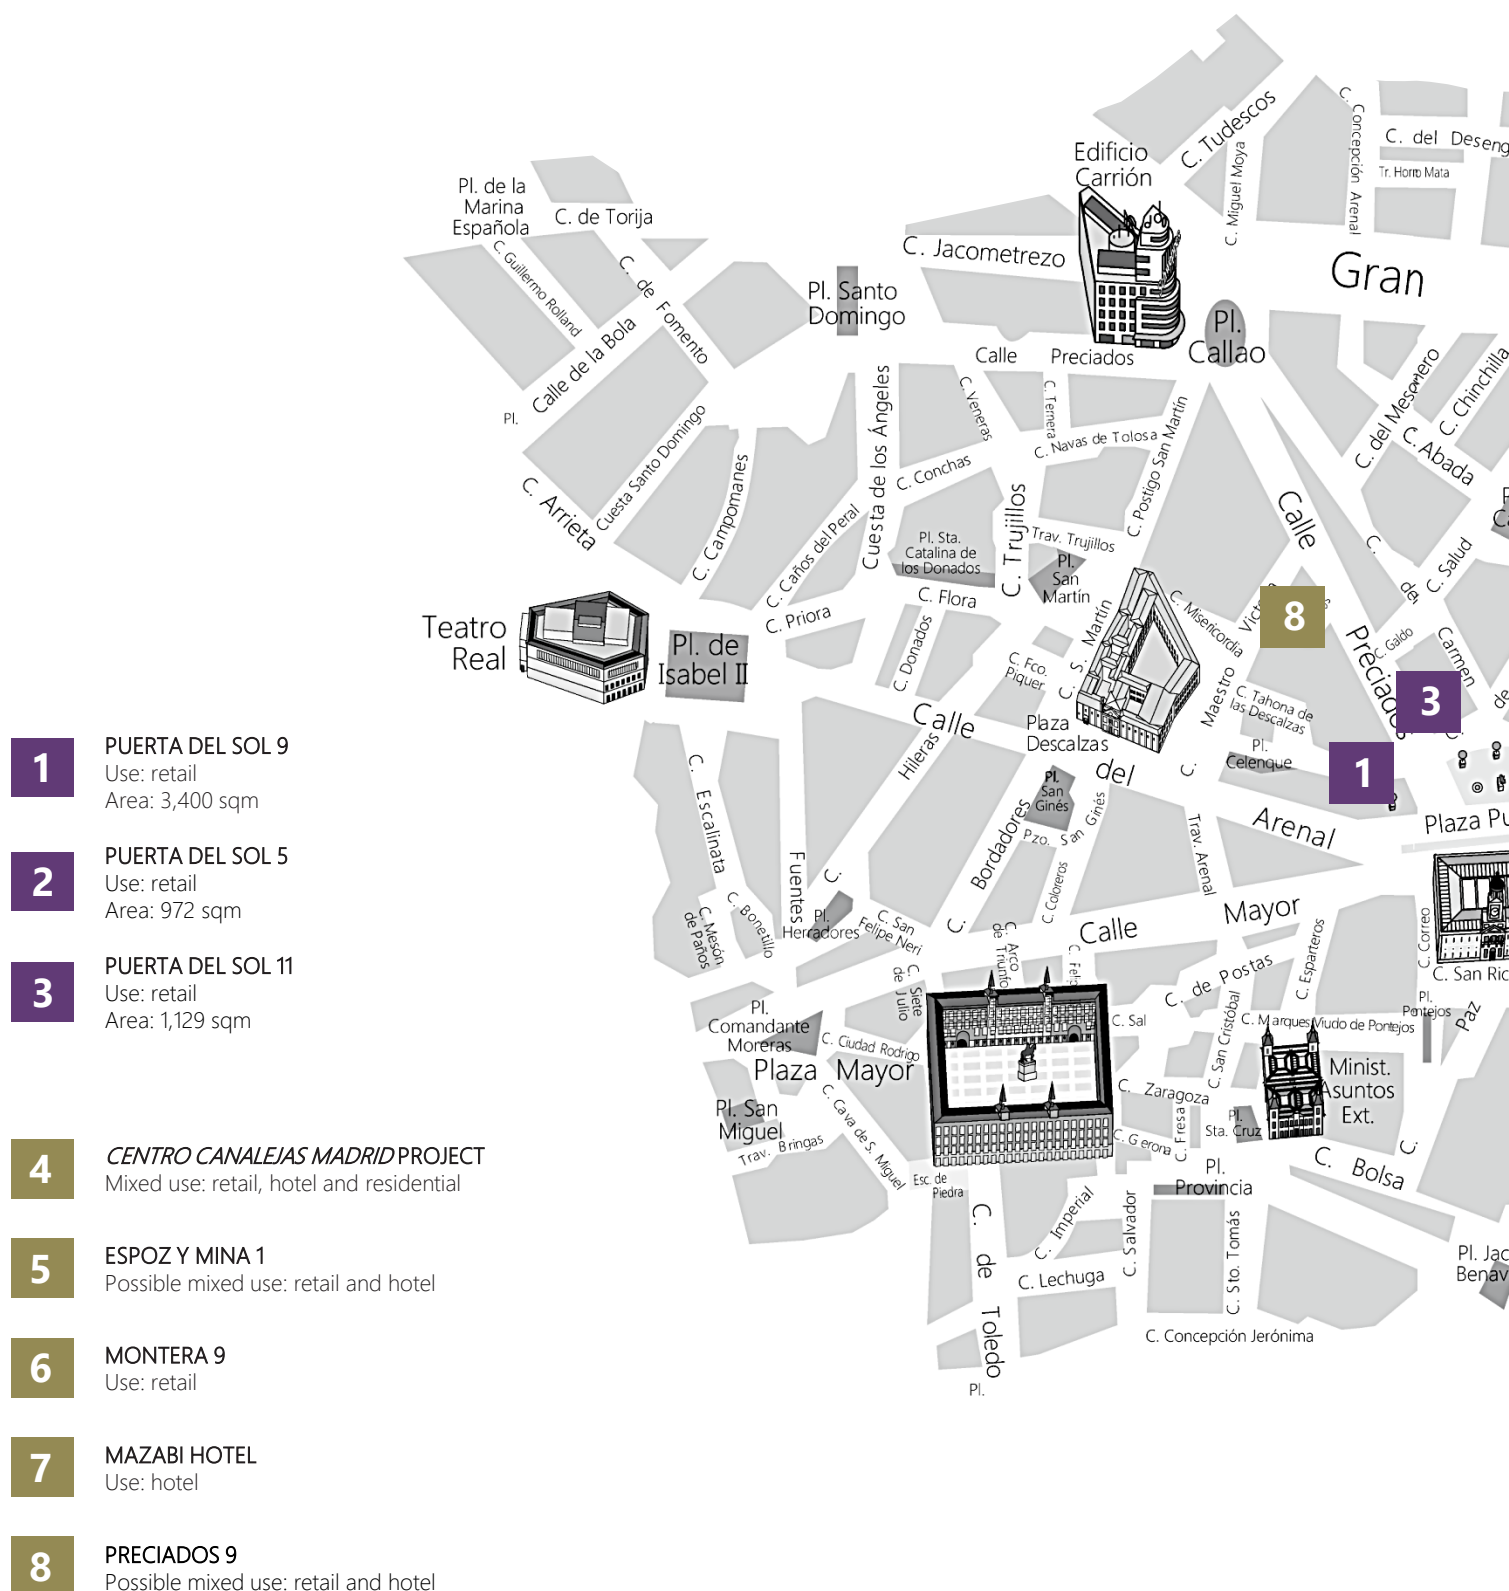 C. Tudescos
C. Concepción Arenal
C. del Deseng
Tr. Horno Mata
C. Miguel Moya
Edificio
Carrión
Pl. de la
Marina
Española
C. de Torija
C. Guillermo Rolland
C. de Fomento
Calle de la Bola
Pl.
C. Jacometrezo
Gran
Pl. Santo
Domingo
Pl.
Callao
Calle Preciados
C. Veneras
C. Ternera
C. Navas de Tolosa
C. Postigo San Martín
C. del Mesonero
C. Chinchilla
C. Abada
Cuesta de los Ángeles
C. Conchas
Cuesta Santo Domingo
C. Arrieta
C. Campomanes
C. Caños del Peral
C. Priora
C. Trujillos
Trav. Trujillos
Pl. Sta.
Catalina de
los Donados
Pl.
San
Martín
C. Flora
C. Donados
C. Fco.
Piquer
C. S. Martín
C. Misericordia
Calle
Preciados
C. Salud
C. del
Carmen
C. Galdo
8
3
1
Teatro
Real
Pl. de
Isabel II
Calle
del
Arenal
Plaza
Descalzas
C. Maestro
Vict
C. Tahona de
las Descalzas
Pl.
Celenque
Hileras
C.
Pl.
San
Ginés
Pzo. San Ginés
Bordadores
C.
C. Coloreros
Trav. Arenal
Plaza Pu
C. Escalinata
Fuentes
C. Bonetillo
C. Mesón
de Paños
Pl.
Herradores
C. San
Felipe Neri
C. Arco
de Triunfo
C. Siete
de Julio
C. Felip
Calle
Mayor
C. de Postas
C. Esparteros
C. Correo
C. San Ric
Pl.
Pontejos
Paz
C.
C. Marques Viudo de Pontejos
C. San Cristóbal
C. Sal
C. Zaragoza
C. Gerona
C. Fresa
Pl.
Sta. Cruz
Minist.
Asuntos
Ext.
Pl.
Comandante
Moreras
C. Ciudad Rodrigo
Plaza Mayor
Pl. San
Miguel
Trav. Bringas
C. Cava de S. Miguel
Esc. de
Piedra
C. de Toledo
Pl.
C. Imperial
C. Lechuga
C. Salvador
Pl.
Provincia
C. Sto. Tomás
C. Bolsa
C. Concepción Jerónima
Pl. Jac
Benav
1
PUERTA DEL SOL 9
Use: retail
Area: 3,400 sqm
2
PUERTA DEL SOL 5
Use: retail
Area: 972 sqm
3
PUERTA DEL SOL 11
Use: retail
Area: 1,129 sqm
4
CENTRO CANALEJAS MADRID PROJECT
Mixed use: retail, hotel and residential
5
ESPOZ Y MINA 1
Possible mixed use: retail and hotel
6
MONTERA 9
Use: retail
7
MAZABI HOTEL
Use: hotel
8
PRECIADOS 9
Possible mixed use: retail and hotel